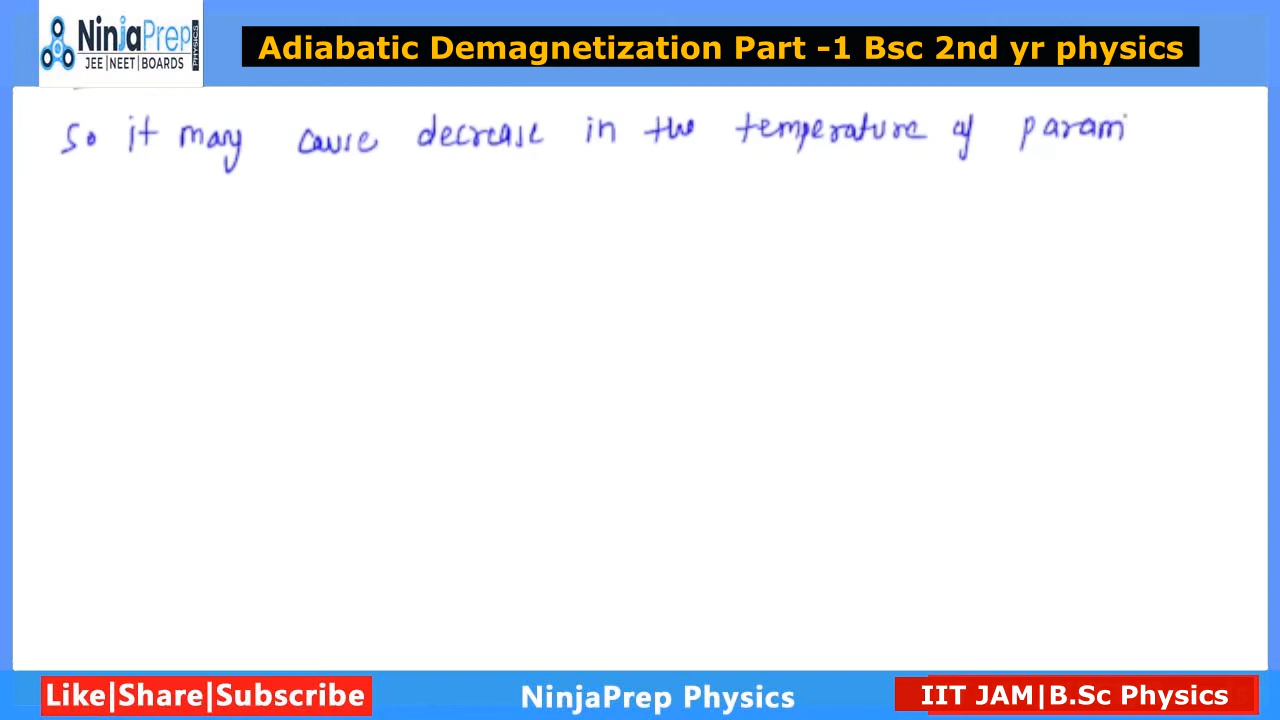 NinjaPrep
JEE|NEET|BOARDS
PHYSICS
Adiabatic Demagnetization Part -1 Bsc 2nd yr physics
so it may cause decrease in the temperature of parami
Like|Share|Subscribe
NinjaPrep Physics
IIT JAM|B.Sc Physics